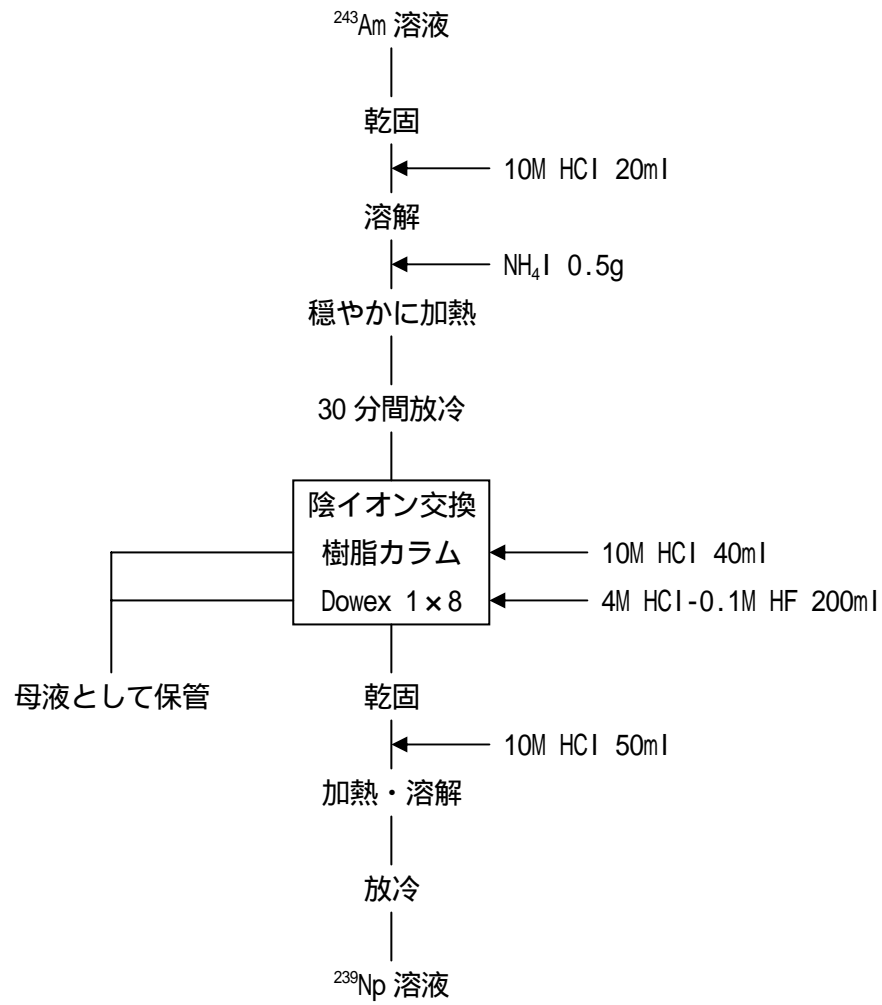 ²⁴³Am 溶液
乾固
10M HCl 20ml
溶解
NH₄I 0.5g
穏やかに加熱
30 分間放冷
陰イオン交換
樹脂カラム
Dowex 1×8
10M HCl 40ml
4M HCl-0.1M HF 200ml
母液として保管
乾固
10M HCl 50ml
加熱・溶解
放冷
²³⁹Np 溶液